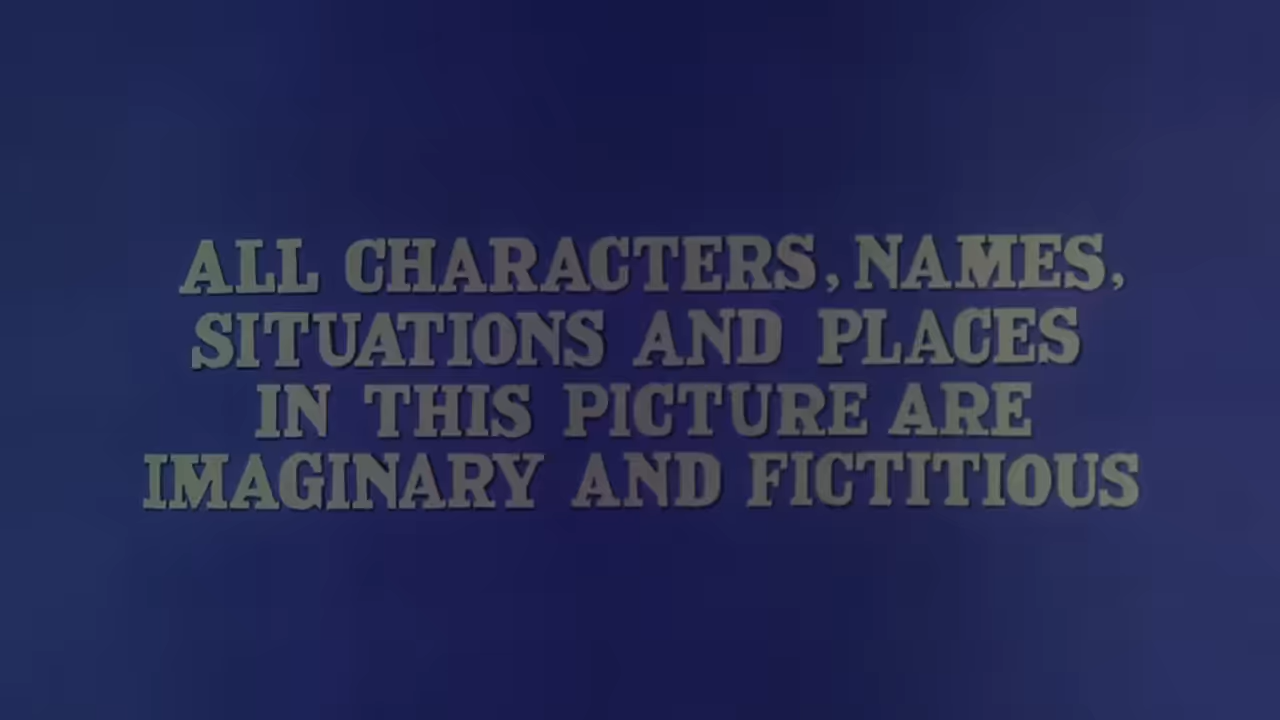 ALL CHARACTERS, NAMES,
SITUATIONS AND PLACES
IN THIS PICTURE ARE
IMAGINARY AND FICTITIOUS